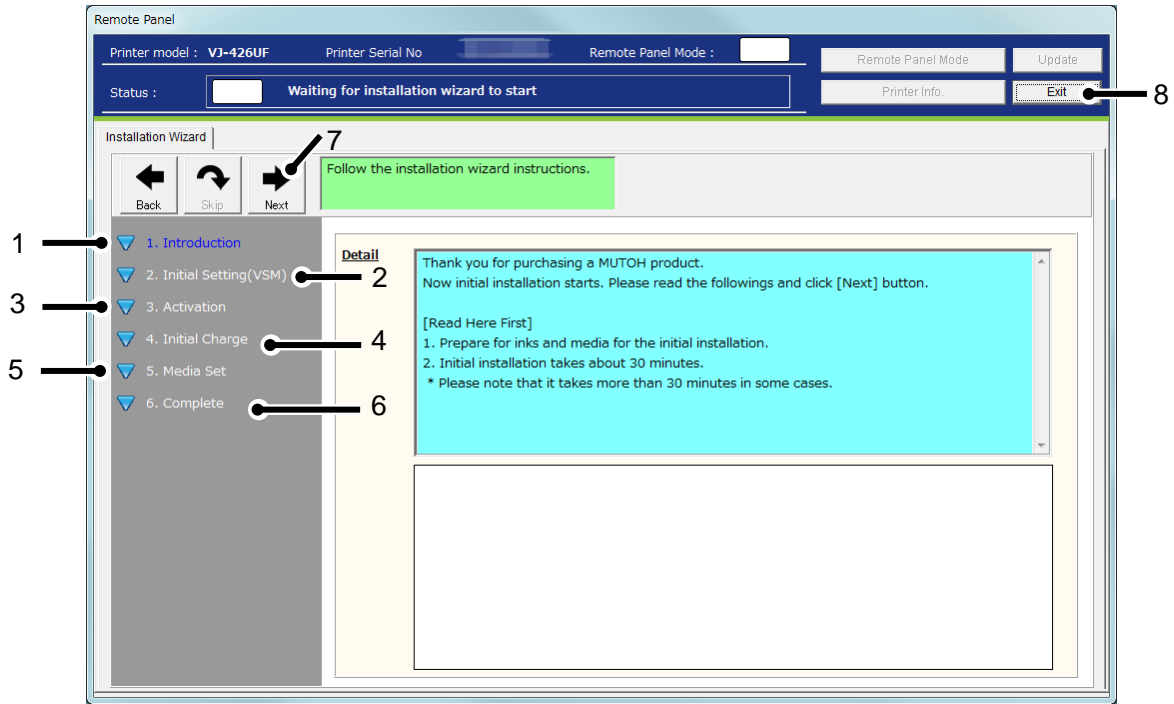 Remote Panel
Printer model : VJ-426UF Printer Serial No Remote Panel Mode : Remote Panel Mode Update
Status : Waiting for installation wizard to start Printer Info. Exit 8
Installation Wizard
7
Back Skip Next Follow the installation wizard instructions.
1 1. Introduction
2. Initial Setting(VSM) 2
3 3. Activation
4. Initial Charge 4
5 5. Media Set
6. Complete 6
Detail
Thank you for purchasing a MUTOH product.
Now initial installation starts. Please read the followings and click [Next] button.
[Read Here First]
1. Prepare for inks and media for the initial installation.
2. Initial installation takes about 30 minutes.
* Please note that it takes more than 30 minutes in some cases.